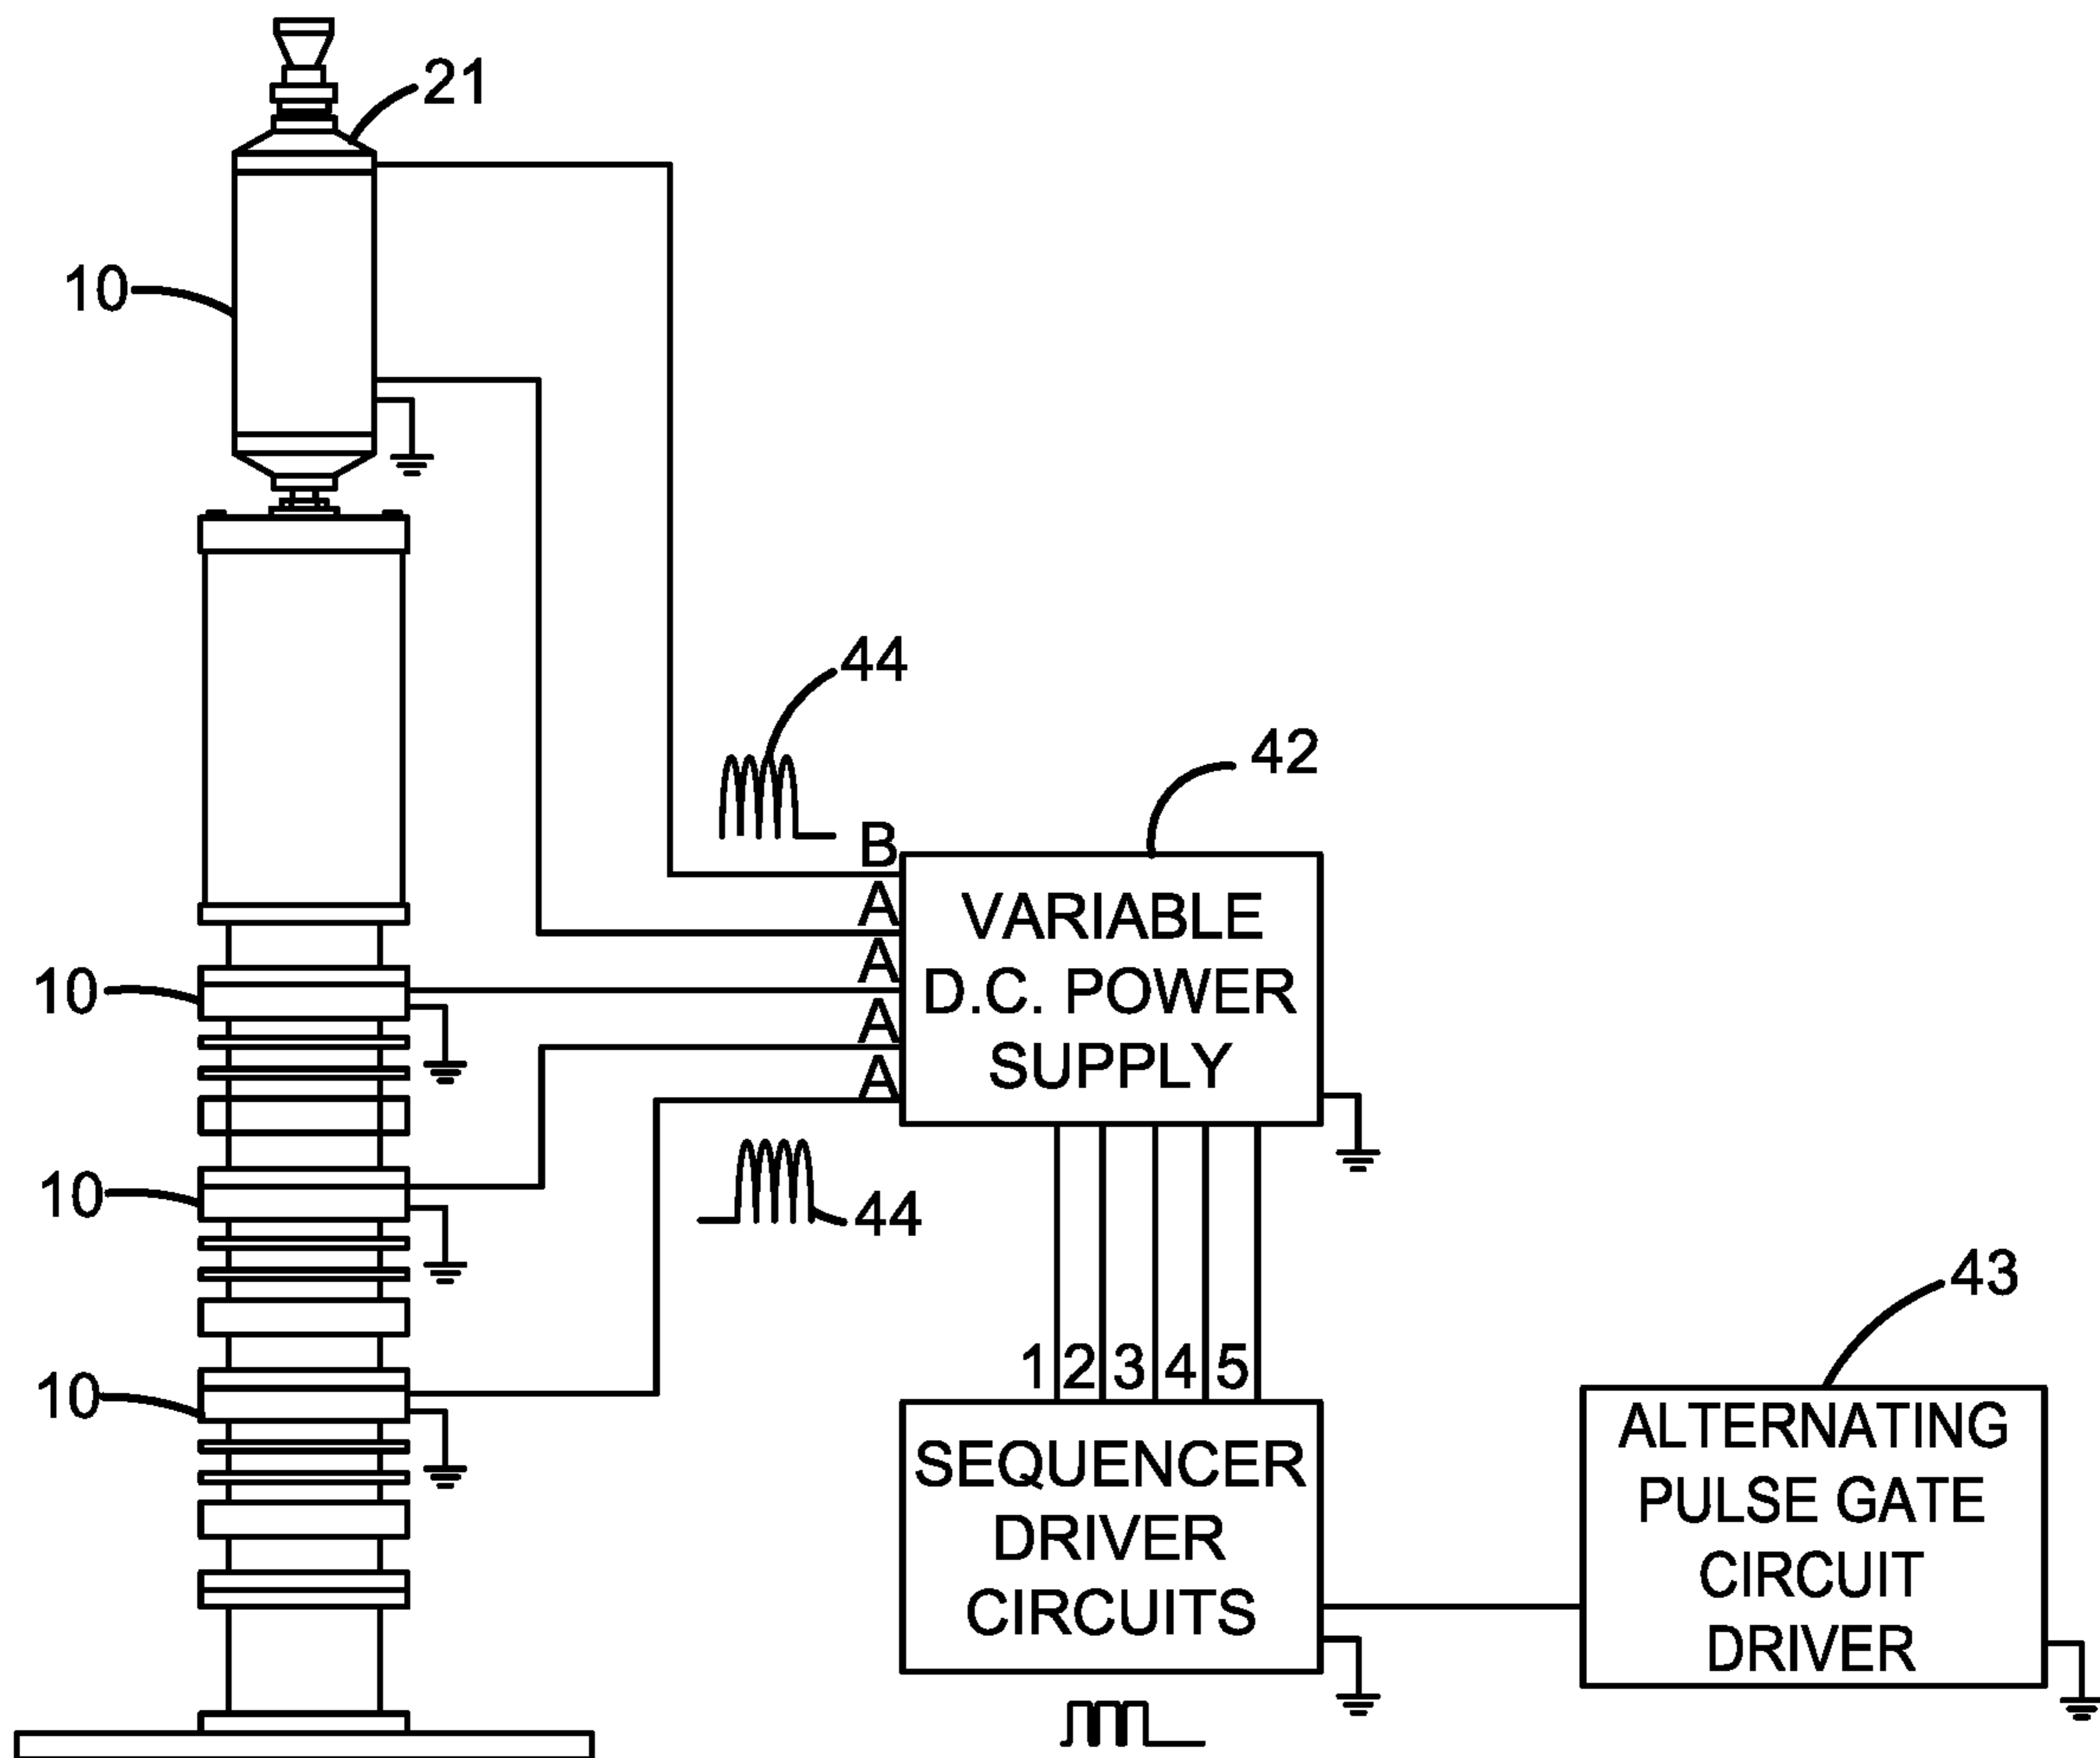 21
10
44
42
B
A
A
A
A
VARIABLE
D.C. POWER
SUPPLY
10
10
44
10
1 2 3 4 5
SEQUENCER
DRIVER
CIRCUITS
43
ALTERNATING
PULSE GATE
CIRCUIT
DRIVER